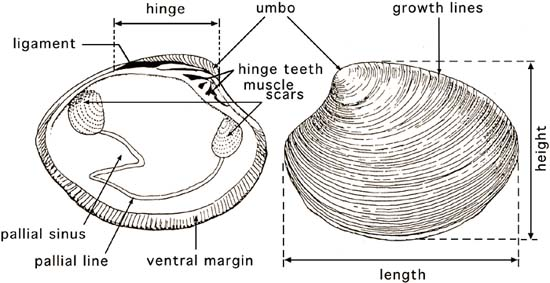 hinge
umbo
growth lines
ligament
hinge teeth
muscle
scars
height
pallial sinus
pallial line
ventral margin
length